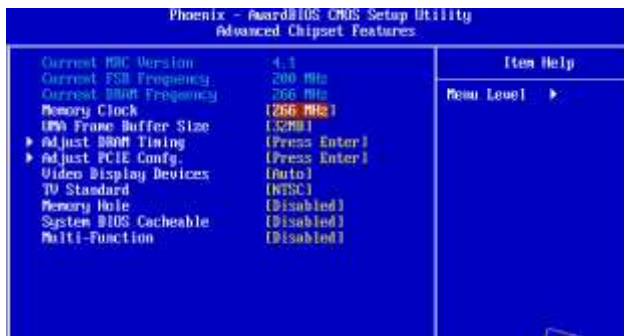 Phoenix - AwardBIOS CMOS Setup Utility
Advanced Chipset Features
Current MRC Version 4.1
Current FSB Frequency 200 MHz
Current DRAM Frequency 266 MHz
Memory Clock [266 MHz]
UMA Frame Buffer Size [32MB]
Adjust DRAM Timing [Press Enter]
Adjust PCIE Confg. [Press Enter]
Video Display Devices [Auto]
TV Standard [NTSC]
Memory Hole [Disabled]
System BIOS Cacheable [Disabled]
Multi-Function [Disabled]
Item Help
Menu Level